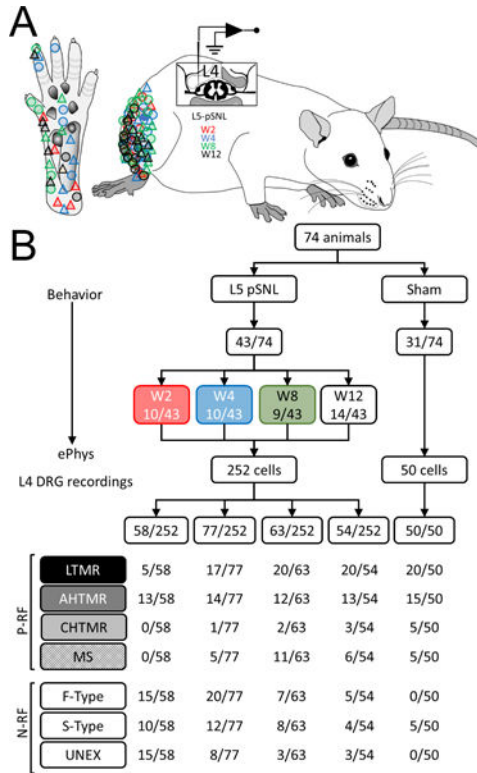 A
L4
L5-pSNL
W2
W4
W8
W12
B
74 animals
Behavior
L5 pSNL
Sham
43/74
31/74
W2 W4 W8 W12
10/43 10/43 9/43 14/43
ePhys
L4 DRG recordings
252 cells
50 cells
58/252 77/252 63/252 54/252 50/50
P-RF
LTMR 5/58 17/77 20/63 20/54 20/50
AHTMR 13/58 14/77 12/63 13/54 15/50
CHTMR 0/58 1/77 2/63 3/54 5/50
MS 0/58 5/77 11/63 6/54 5/50
N-RF
F-Type 15/58 20/77 7/63 5/54 0/50
S-Type 10/58 12/77 8/63 4/54 5/50
UNEX 15/58 8/77 3/63 3/54 0/50